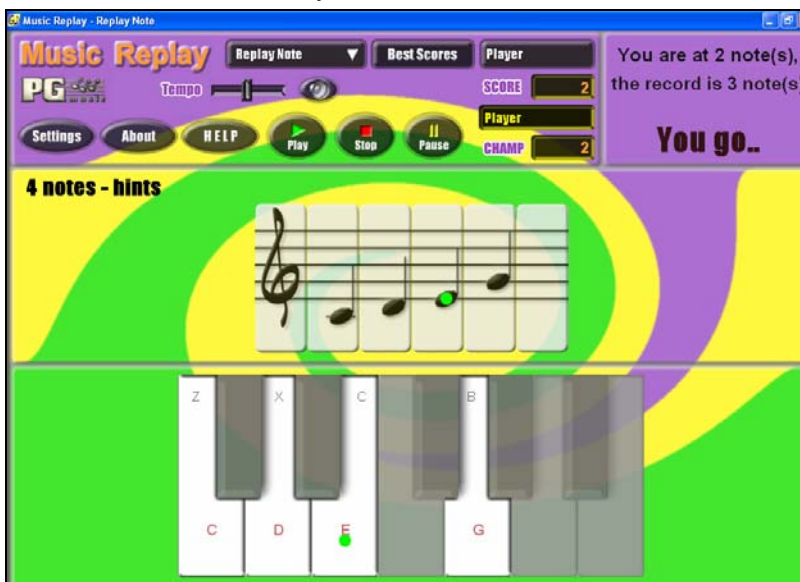 Music Replay - Replay Note
Music Replay
Replay Note
Best Scores
Player
PG music
Tempo
SCORE 2
Player
CHAMP 2
Settings
About
HELP
Play
Stop
Pause
You are at 2 note(s),
the record is 3 note(s
You go..
4 notes - hints
Z X C B
C D E G